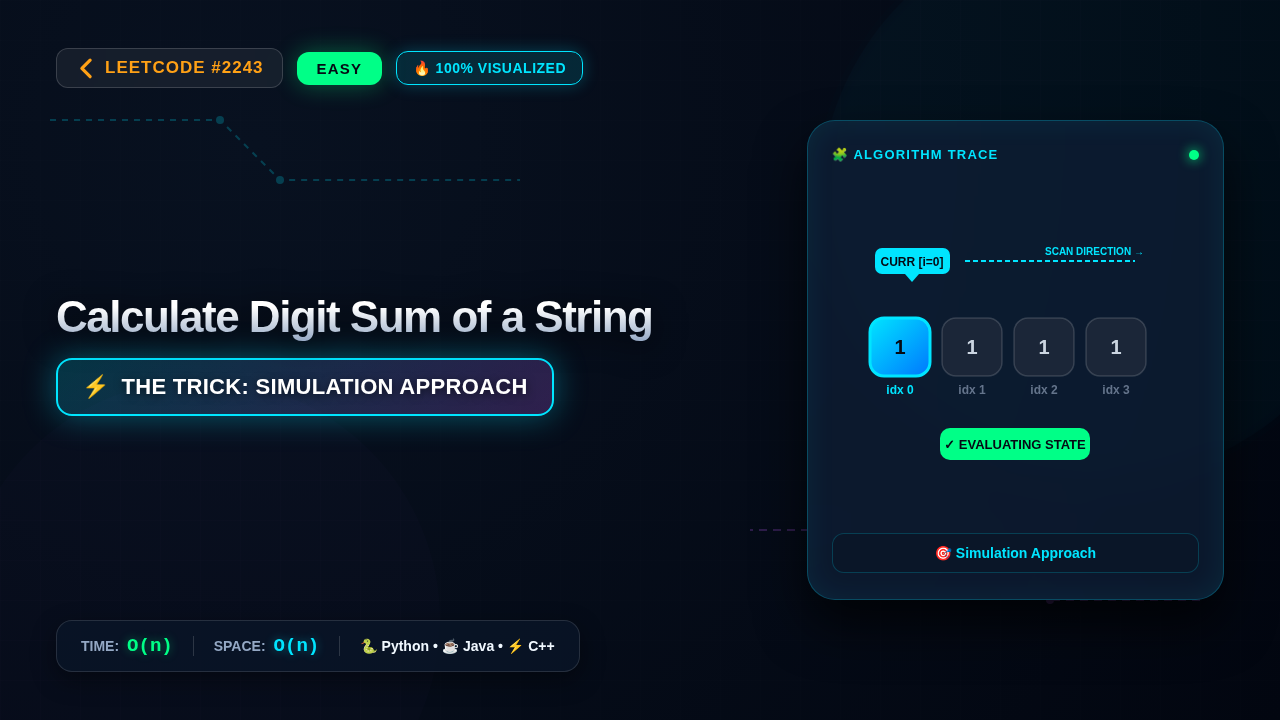 LEETCODE #2243
EASY
🔥 100% VISUALIZED
Calculate Digit Sum of a String
⚡ THE TRICK: SIMULATION APPROACH
TIME: O(n)
SPACE: O(n)
🐍 Python • ☕ Java • ⚡ C++
🧩 ALGORITHM TRACE
SCAN DIRECTION →
CURR [i=0]
1 1 1 1
idx 0 idx 1 idx 2 idx 3
✓ EVALUATING STATE
🎯 Simulation Approach